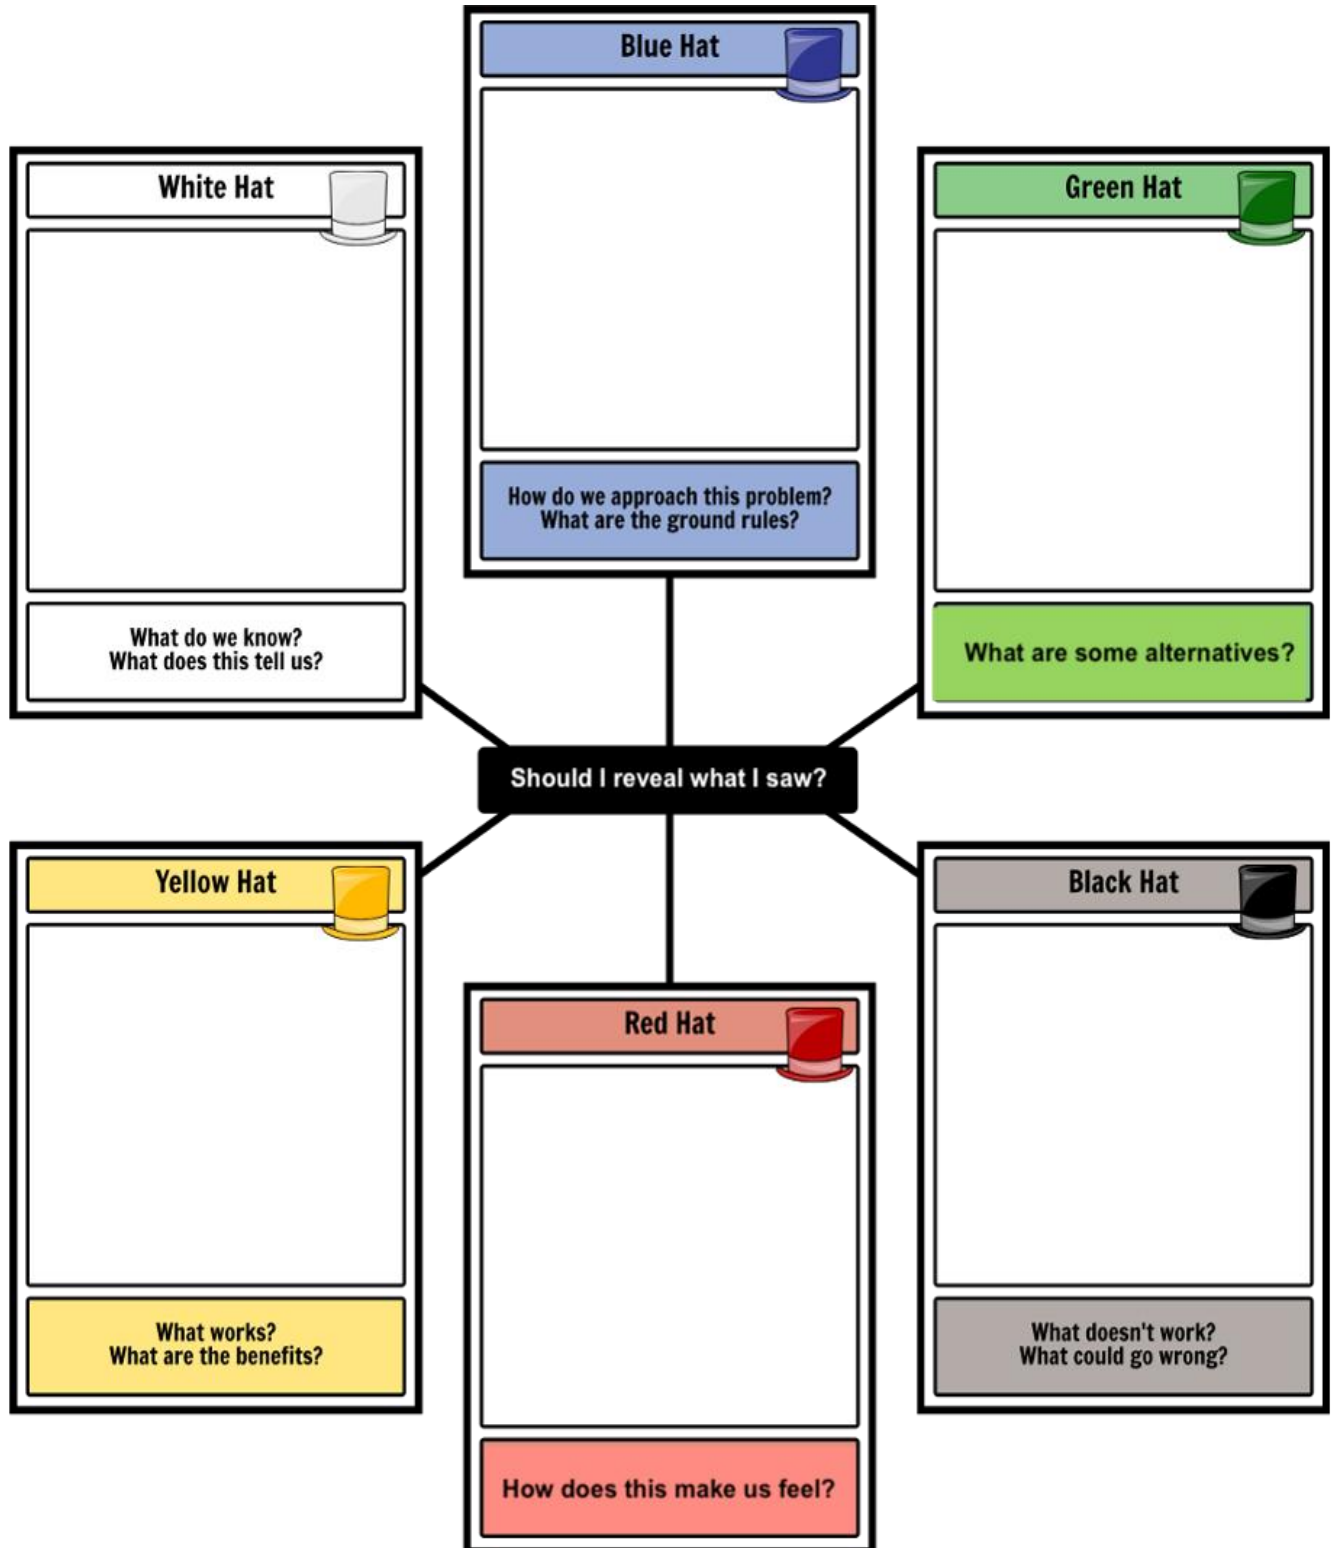 Blue Hat
How do we approach this problem?
What are the ground rules?
White Hat
What do we know?
What does this tell us?
Green Hat
What are some alternatives?
Should I reveal what I saw?
Yellow Hat
What works?
What are the benefits?
Red Hat
How does this make us feel?
Black Hat
What doesn't work?
What could go wrong?